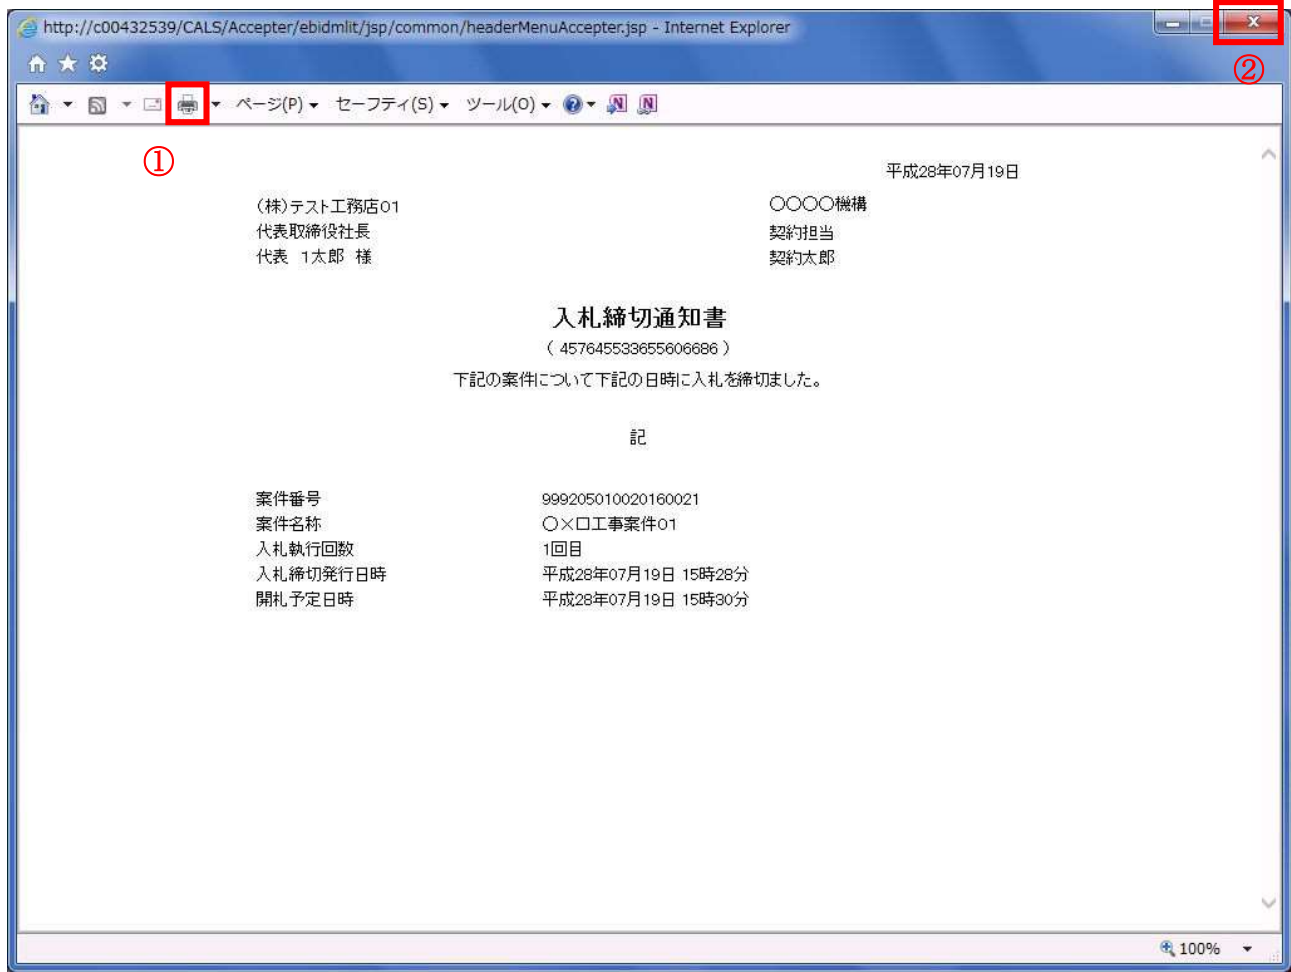 http://c00432539/CALS/Accepter/ebidmlit/jsp/common/headerMenuAccepter.jsp - Internet Explorer
x
②
ページ(P) セーフティ(S) ツール(O)
①
平成28年07月19日
(株)テスト工務店01
代表取締役社長
代表 1太郎 様
〇〇〇〇機構
契約担当
契約太郎
入札締切通知書
( 457645533655606686 )
下記の案件について下記の日時に入札を締切ました。
記
案件番号 999205010020160021
案件名称 〇×口工事案件01
入札執行回数 1回目
入札締切発行日時 平成28年07月19日 15時28分
開札予定日時 平成28年07月19日 15時30分
100%